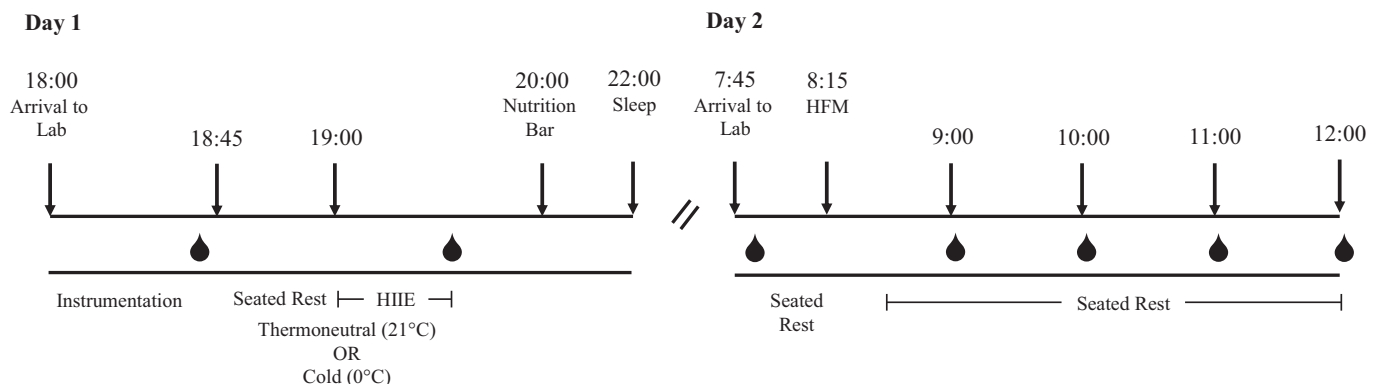 Day 1
Day 2
18:00
Arrival to
Lab
18:45
19:00
20:00
Nutrition
Bar
22:00
Sleep
7:45
Arrival to
Lab
8:15
HFM
9:00
10:00
11:00
12:00
Instrumentation
Seated Rest
HIIE
Thermoneutral (21°C)
OR
Cold (0°C)
Seated
Rest
Seated Rest